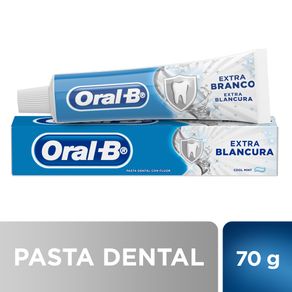 Oral-B®
EXTRA
BRANCO
EXTRA
BLANCURA
Oral-B®
EXTRA
BLANCURA
PASTA DENTAL CON FLÚOR
COOL MINT
PASTA DENTAL
70 g